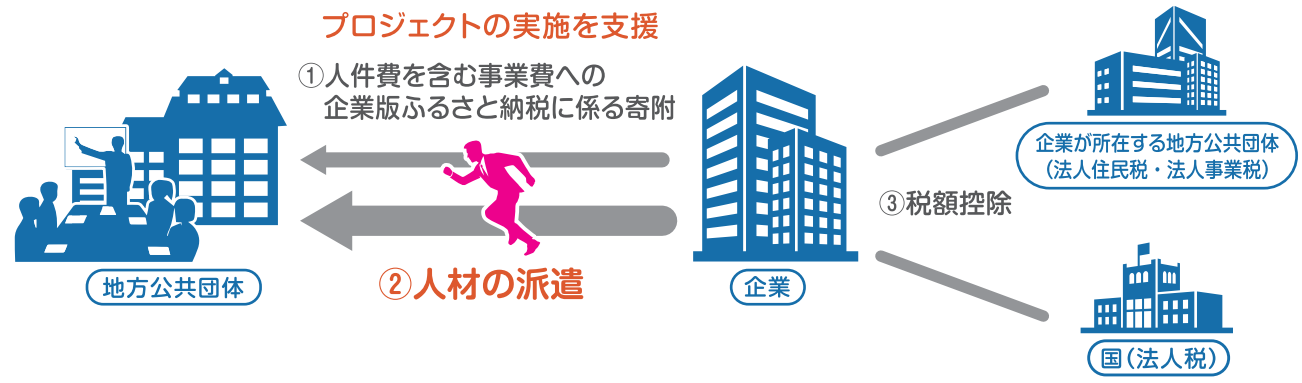 プロジェクトの実施を支援
①人件費を含む事業費への
企業版ふるさと納税に係る寄附
②人材の派遣
地方公共団体
企業
③税額控除
企業が所在する地方公共団体
（法人住民税・法人事業税）
国（法人税）